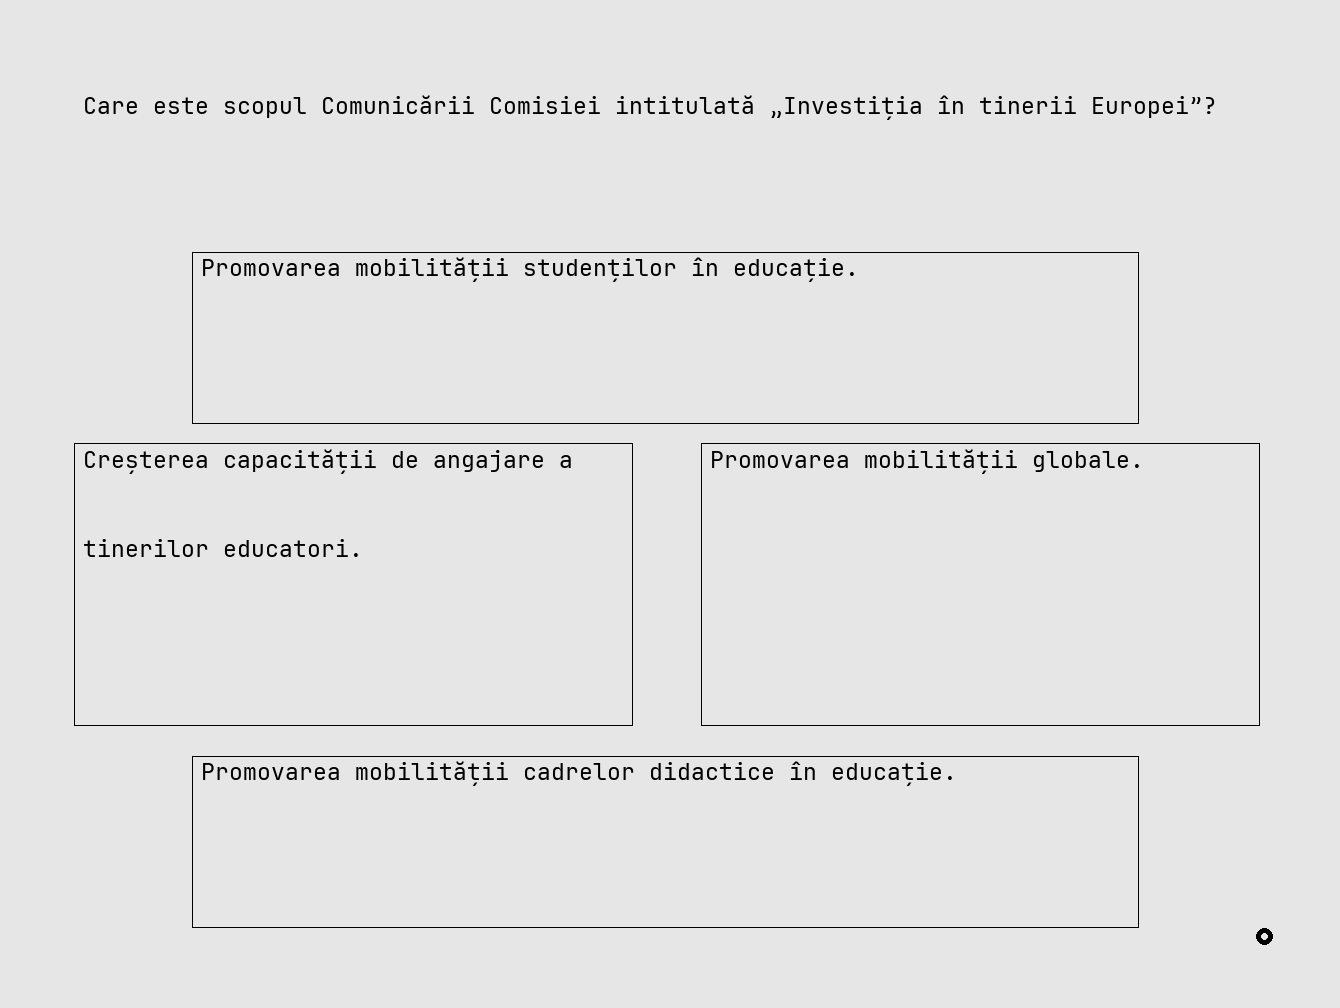 Care este scopul Comunicării Comisiei intitulată „Investiția în tinerii Europei”?
Promovarea mobilității studenților în educație.
Creșterea capacității de angajare a
tinerilor educatori.
Promovarea mobilității globale.
Promovarea mobilității cadrelor didactice în educație.